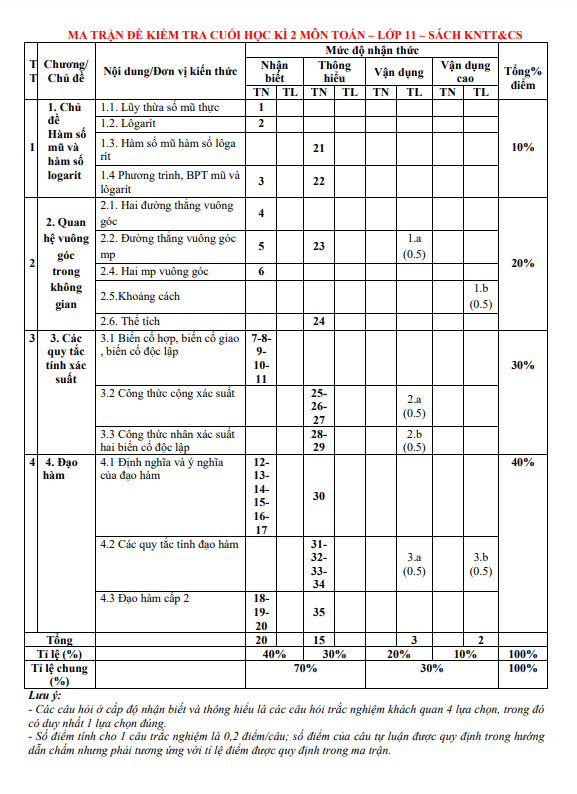 MA TRẬN ĐỀ KIỂM TRA CUỐI HỌC KÌ 2 MÔN TOÁN – LỚP 11 – SÁCH KNTT&CS
T T
Chương/ Chủ đề
Nội dung/Đơn vị kiến thức
Mức độ nhận thức
Tổng% điểm
Nhận biết
Thông hiểu
Vận dụng
Vận dụng cao
TN TL TN TL TN TL TN TL
1
1. Chủ đề Hàm số mũ và hàm số logarit
1.1. Lũy thừa số mũ thực 1
1.2. Lôgarit 2
1.3. Hàm số mũ hàm số lôga rít 21
1.4 Phương trình, BPT mũ và lôgarít 3 22
10%
2
2. Quan hệ vuông góc trong không gian
2.1. Hai đường thẳng vuông góc 4
2.2. Đường thẳng vuông góc mp 5 23 1.a (0.5)
2.4. Hai mp vuông góc 6
2.5.Khoảng cách 1.b (0.5)
2.6. Thể tích 24
20%
3
3. Các quy tắc tính xác suất
3.1 Biến cố hợp, biến cố giao , biến cố độc lập 7-8-9-10-11
30%
3.2 Công thức cộng xác suất 25-26-27 2.a (0.5)
3.3 Công thức nhân xác suất hai biến cố độc lập 28-29 2.b (0.5)
4
4. Đạo hàm
4.1 Định nghĩa và ý nghĩa của đạo hàm 12-13-14-15-16-17 30
40%
4.2 Các quy tắc tính đạo hàm 31-32-33-34 3.a (0.5) 3.b (0.5)
4.3 Đạo hàm cấp 2 18-19-20 35
Tổng 20 15 3 2
Tỉ lệ (%) 40% 30% 20% 10% 100%
Tỉ lệ chung (%) 70% 30% 100%
Lưu ý:
- Các câu hỏi ở cấp độ nhận biết và thông hiểu là các câu hỏi trắc nghiệm khách quan 4 lựa chọn, trong đó
có duy nhất 1 lựa chọn đúng.
- Số điểm tính cho 1 câu trắc nghiệm là 0,2 điểm/câu; số điểm của câu tự luận được quy định trong hướng
dẫn chấm nhưng phải tương ứng với tỉ lệ điểm được quy định trong ma trận.